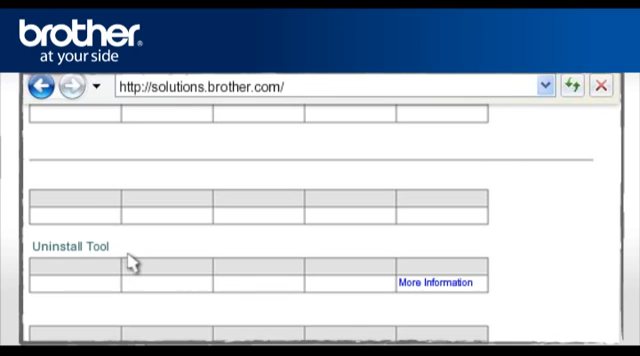 brother
at your side
http://solutions.brother.com/
Uninstall Tool
More Information